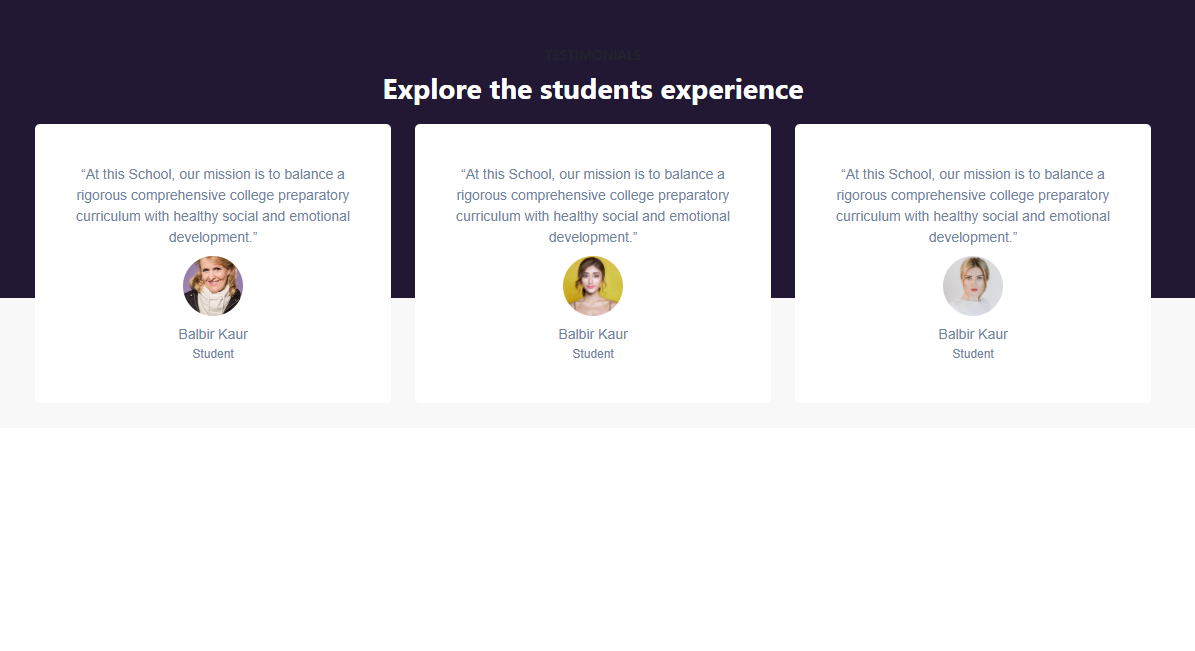 TESTIMONIALS
Explore the students experience
“At this School, our mission is to balance a
rigorous comprehensive college preparatory
curriculum with healthy social and emotional
development.”
Balbir Kaur
Student
“At this School, our mission is to balance a
rigorous comprehensive college preparatory
curriculum with healthy social and emotional
development.”
Balbir Kaur
Student
“At this School, our mission is to balance a
rigorous comprehensive college preparatory
curriculum with healthy social and emotional
development.”
Balbir Kaur
Student